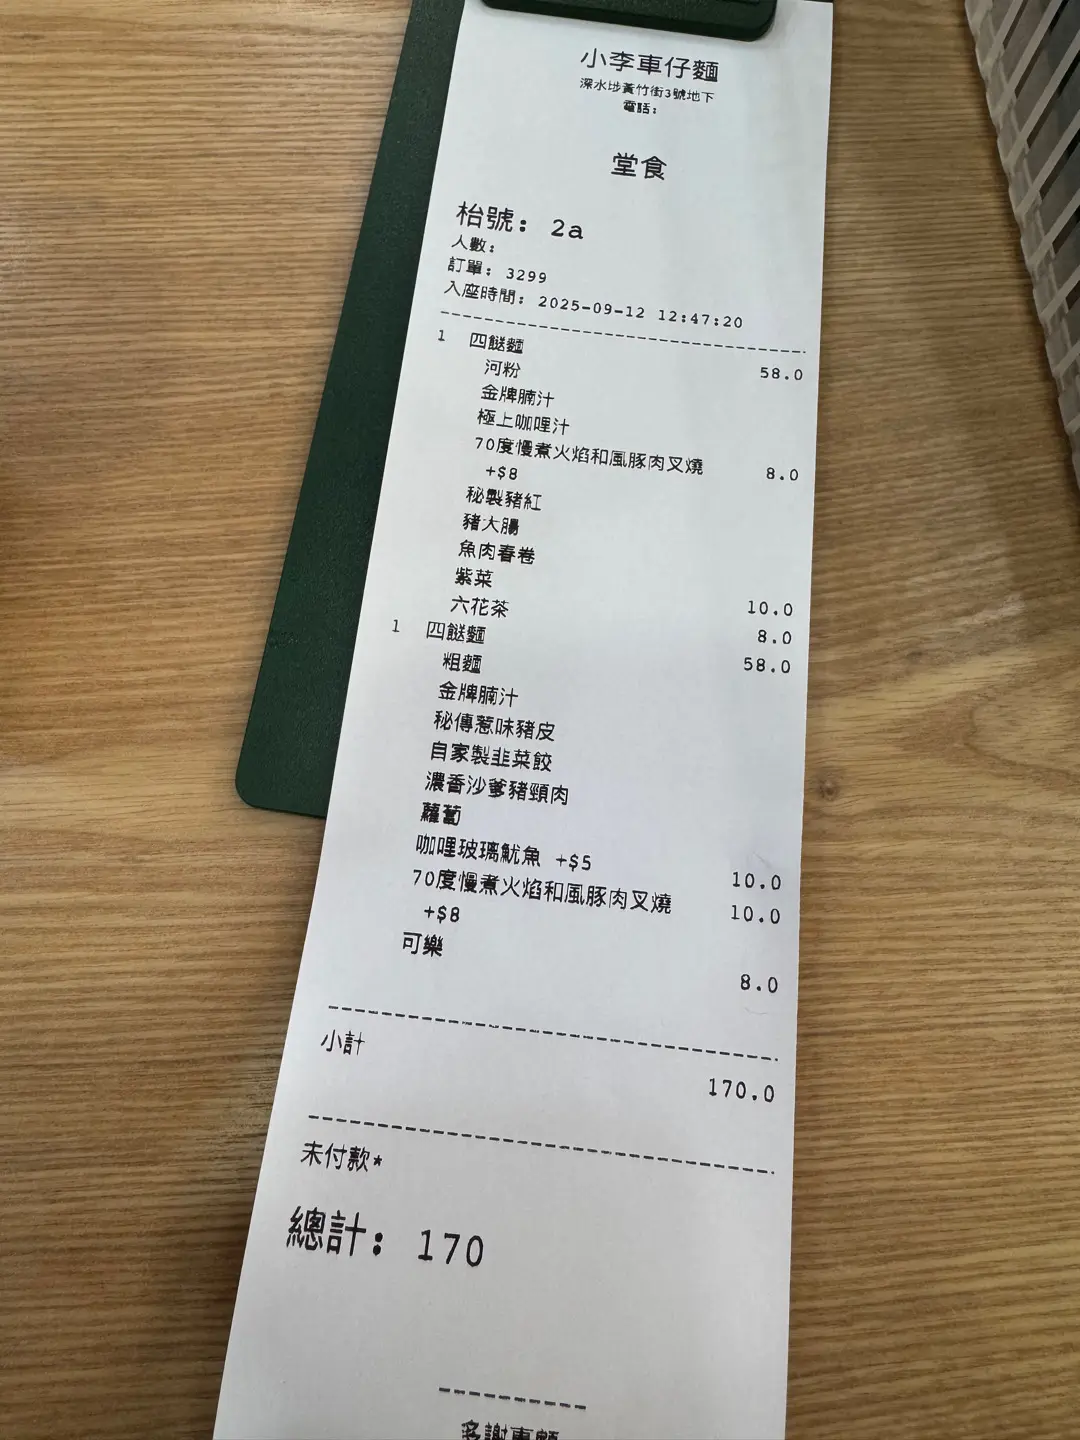 小李車仔麵
深水埗黃竹街3號地下
電話:
堂食
枱號: 2a
人數:
訂單: 3299
入座時間: 2025-09-12 12:47:20
1 四餸麵 58.0
河粉
金牌腩汁
極上咖哩汁
70度慢煮火焰和風豚肉叉燒 8.0
+$8
秘製豬紅
豬大腸
魚肉春卷
紫菜 10.0
六花茶 8.0
1 四餸麵 58.0
粗麵
金牌腩汁
秘傳惹味豬皮
自家製韭菜餃
濃香沙爹豬頸肉
蘿蔔
咖哩玻璃魷魚 +$5 10.0
70度慢煮火焰和風豚肉叉燒 10.0
+$8
可樂 8.0
小計 170.0
未付款*
總計: 170
多謝惠顧